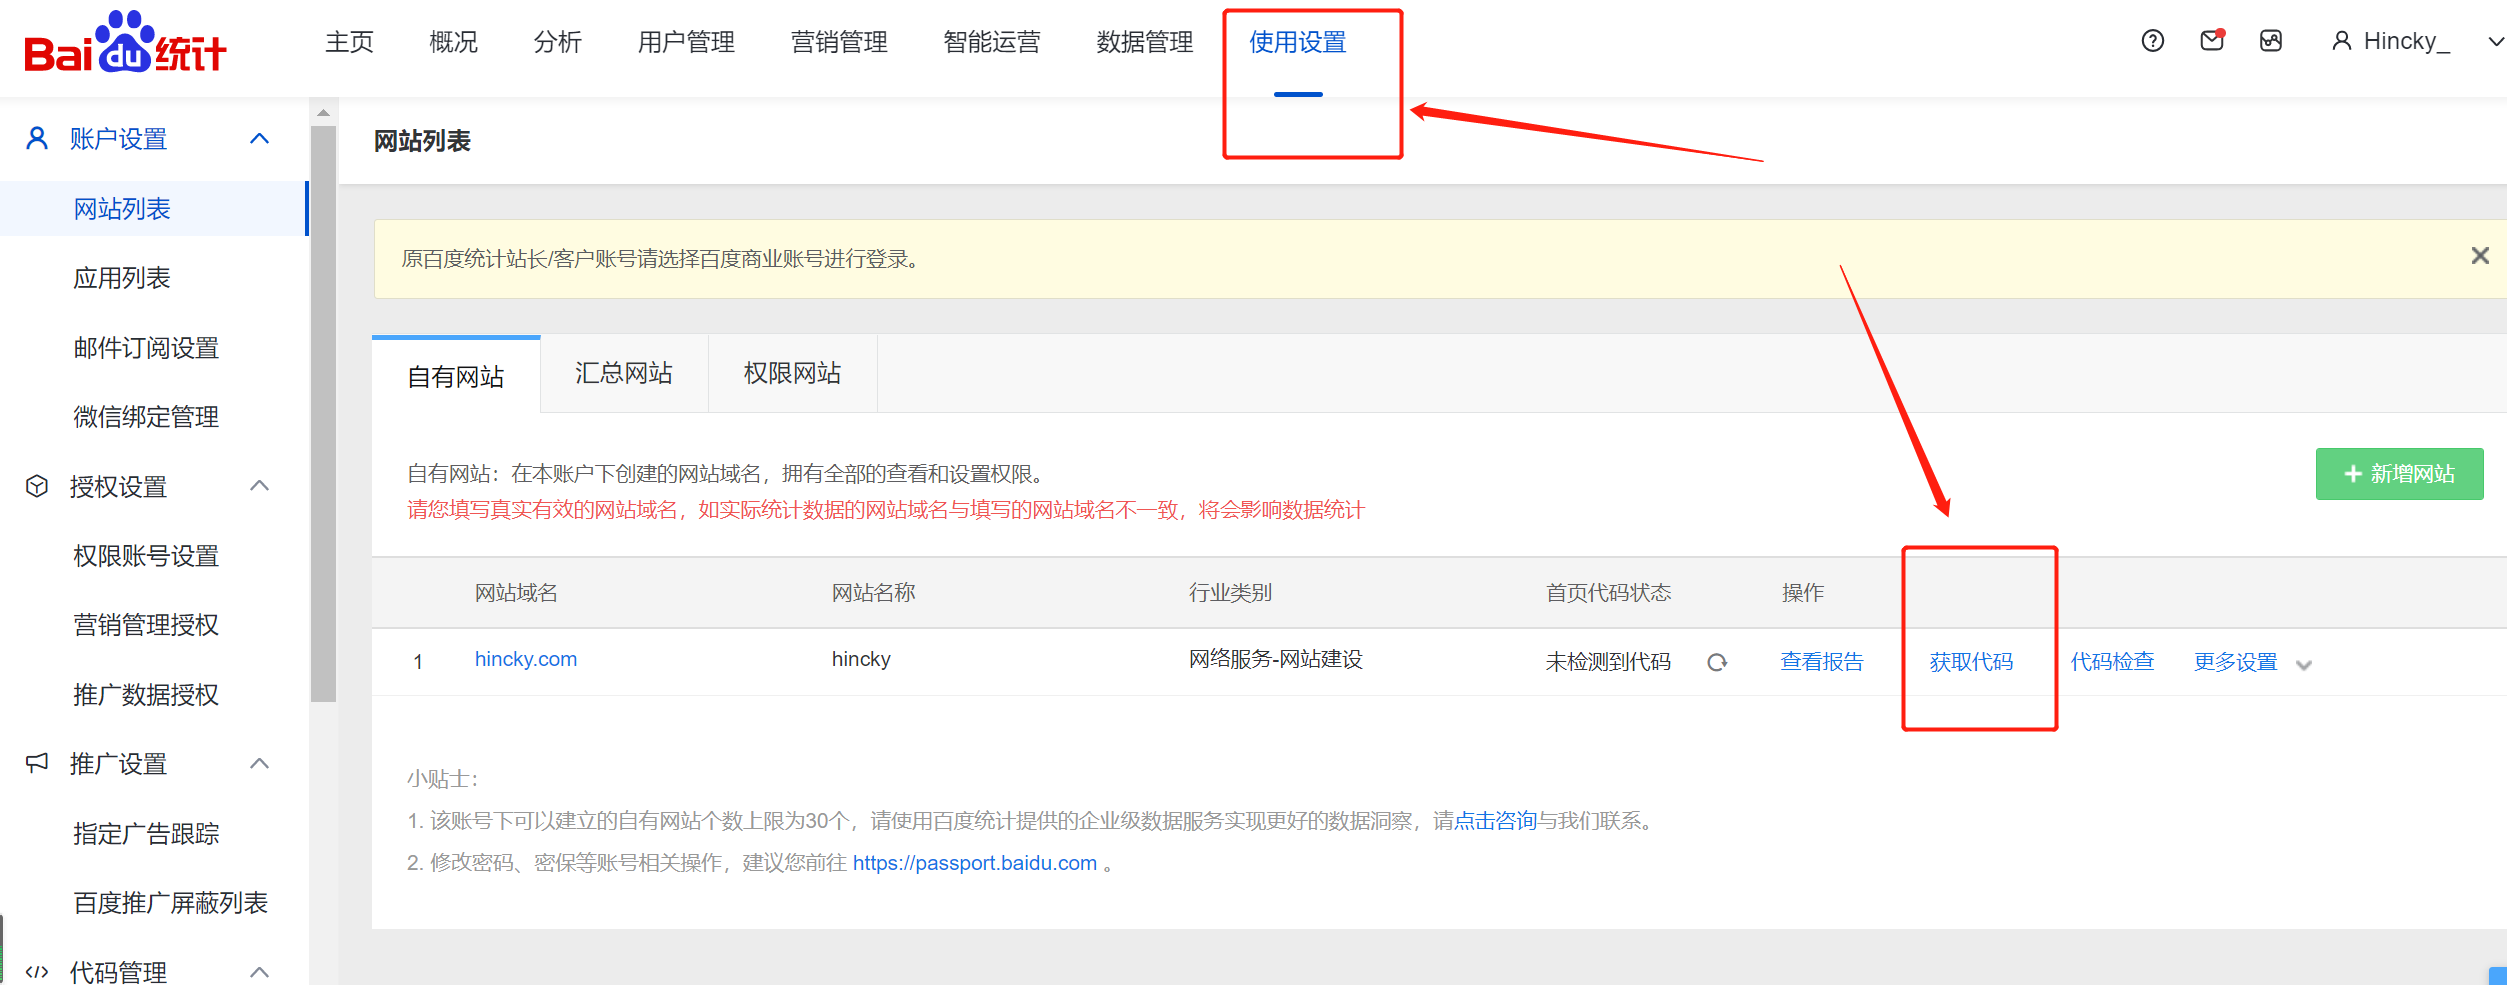 Baidu统计
主页 概况 分析 用户管理 营销管理 智能运营 数据管理 使用设置 Hincky_
账户设置
网站列表
应用列表
邮件订阅设置
微信绑定管理
授权设置
权限账号设置
营销管理授权
推广数据授权
推广设置
指定广告跟踪
百度推广屏蔽列表
代码管理
网站列表
原百度统计站长/客户账号请选择百度商业账号进行登录。
自有网站 汇总网站 权限网站
自有网站：在本账户下创建的网站域名，拥有全部的查看和设置权限。
请您填写真实有效的网站域名，如实际统计数据的网站域名与填写的网站域名不一致，将会影响数据统计
新增网站
网站域名 网站名称 行业类别 首页代码状态 操作
1 hincky.com hincky 网络服务-网站建设 未检测到代码 查看报告 获取代码 代码检查 更多设置
小贴士：
1. 该账号下可以建立的自有网站个数上限为30个，请使用百度统计提供的企业级数据服务实现更好的数据洞察，请点击咨询与我们联系。
2. 修改密码、密保等账号相关操作，建议您前往 https://passport.baidu.com 。